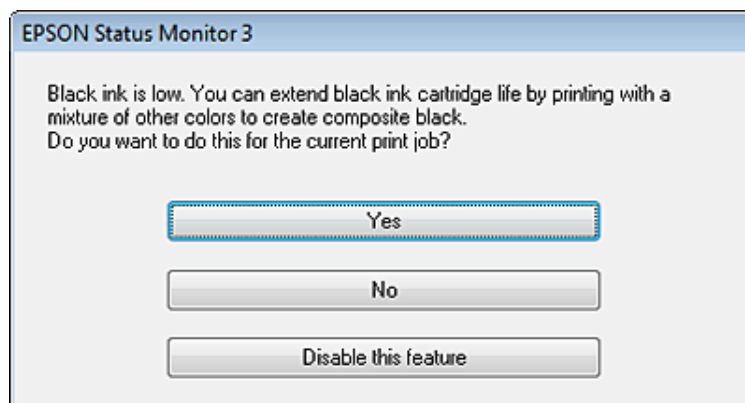 EPSON Status Monitor 3
Black ink is low. You can extend black ink cartridge life by printing with a
mixture of other colors to create composite black.
Do you want to do this for the current print job?
Yes
No
Disable this feature